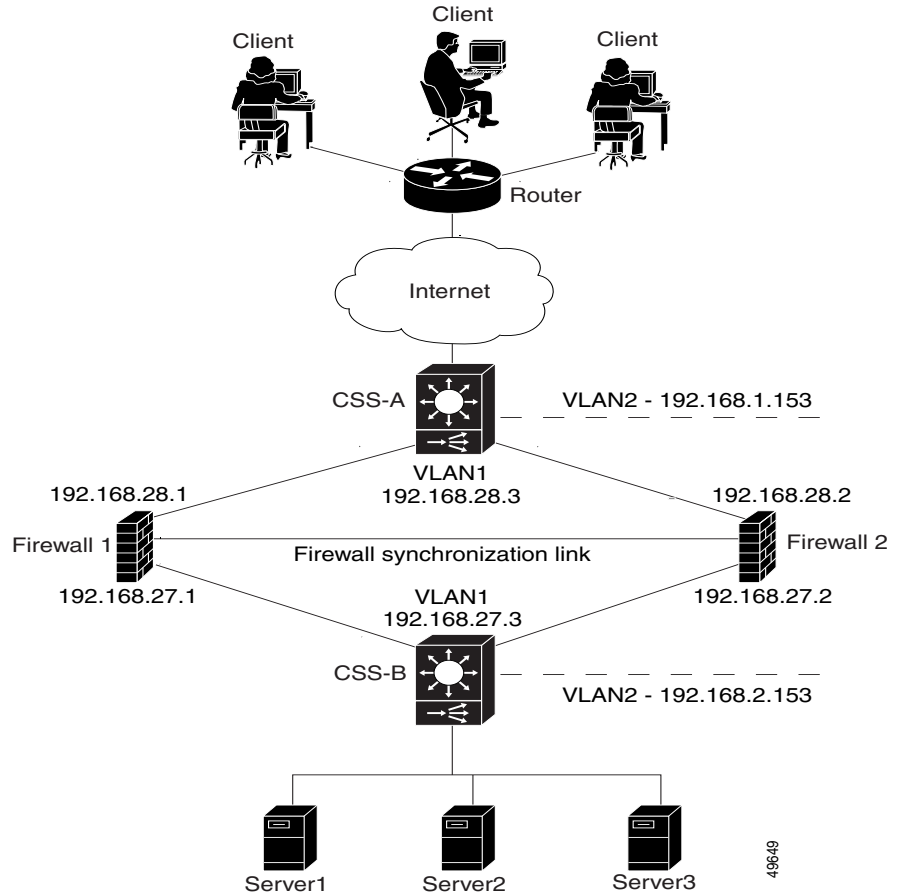 Client
Client
Client
Router
Internet
CSS-A
VLAN2 - 192.168.1.153
VLAN1
192.168.28.3
192.168.28.1
192.168.28.2
Firewall 1
Firewall synchronization link
Firewall 2
192.168.27.1
VLAN1
192.168.27.3
192.168.27.2
CSS-B
VLAN2 - 192.168.2.153
Server1
Server2
Server3
49649